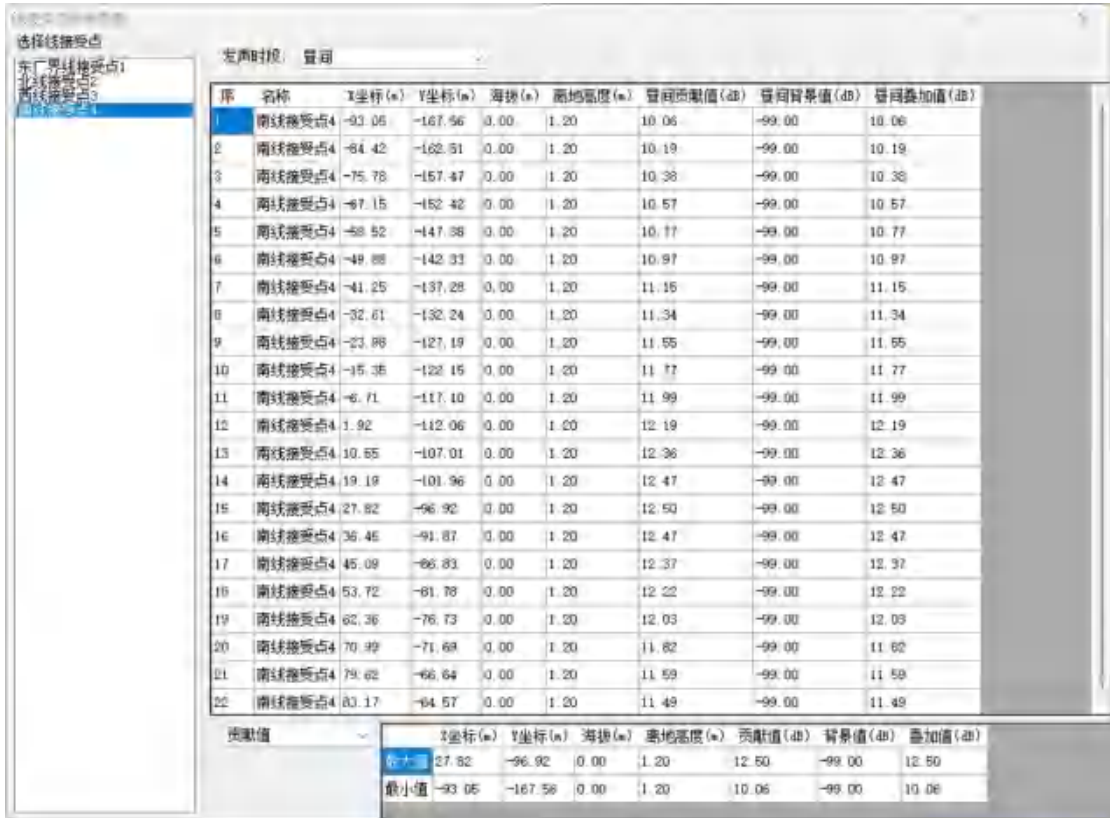 选择线接受点
东厂界线接受点1
北线接受点2
西线接受点3
南线接受点4
发声时段: 昼间
序 名称 X坐标(m) Y坐标(m) 海拔(m) 离地高度(m) 昼间贡献值(dB) 昼间背景值(dB) 昼间叠加值(dB)
1 南线接受点4 -93.05 -167.56 0.00 1.20 10.06 -99.00 10.06
2 南线接受点4 -84.42 -162.51 0.00 1.20 10.19 -99.00 10.19
3 南线接受点4 -75.78 -157.47 0.00 1.20 10.38 -99.00 10.38
4 南线接受点4 -67.15 -152.42 0.00 1.20 10.57 -99.00 10.57
5 南线接受点4 -58.52 -147.38 0.00 1.20 10.77 -99.00 10.77
6 南线接受点4 -49.88 -142.33 0.00 1.20 10.97 -99.00 10.97
7 南线接受点4 -41.25 -137.28 0.00 1.20 11.15 -99.00 11.15
8 南线接受点4 -32.61 -132.24 0.00 1.20 11.34 -99.00 11.34
9 南线接受点4 -23.98 -127.19 0.00 1.20 11.55 -99.00 11.55
10 南线接受点4 -15.35 -122.15 0.00 1.20 11.77 -99.00 11.77
11 南线接受点4 -6.71 -117.10 0.00 1.20 11.99 -99.00 11.99
12 南线接受点4 1.92 -112.06 0.00 1.20 12.19 -99.00 12.19
13 南线接受点4 10.55 -107.01 0.00 1.20 12.36 -99.00 12.36
14 南线接受点4 19.19 -101.96 0.00 1.20 12.47 -99.00 12.47
15 南线接受点4 27.82 -96.92 0.00 1.20 12.50 -99.00 12.50
16 南线接受点4 36.45 -91.87 0.00 1.20 12.47 -99.00 12.47
17 南线接受点4 45.09 -86.83 0.00 1.20 12.37 -99.00 12.37
18 南线接受点4 53.72 -81.78 0.00 1.20 12.22 -99.00 12.22
19 南线接受点4 62.36 -76.73 0.00 1.20 12.03 -99.00 12.03
20 南线接受点4 70.99 -71.69 0.00 1.20 11.82 -99.00 11.82
21 南线接受点4 79.62 -66.64 0.00 1.20 11.59 -99.00 11.59
22 南线接受点4 83.17 -64.57 0.00 1.20 11.49 -99.00 11.49
贡献值
X坐标(m) Y坐标(m) 海拔(m) 离地高度(m) 贡献值(dB) 背景值(dB) 叠加值(dB)
最大值 27.82 -96.92 0.00 1.20 12.50 -99.00 12.50
最小值 -93.05 -167.56 0.00 1.20 10.06 -99.00 10.06